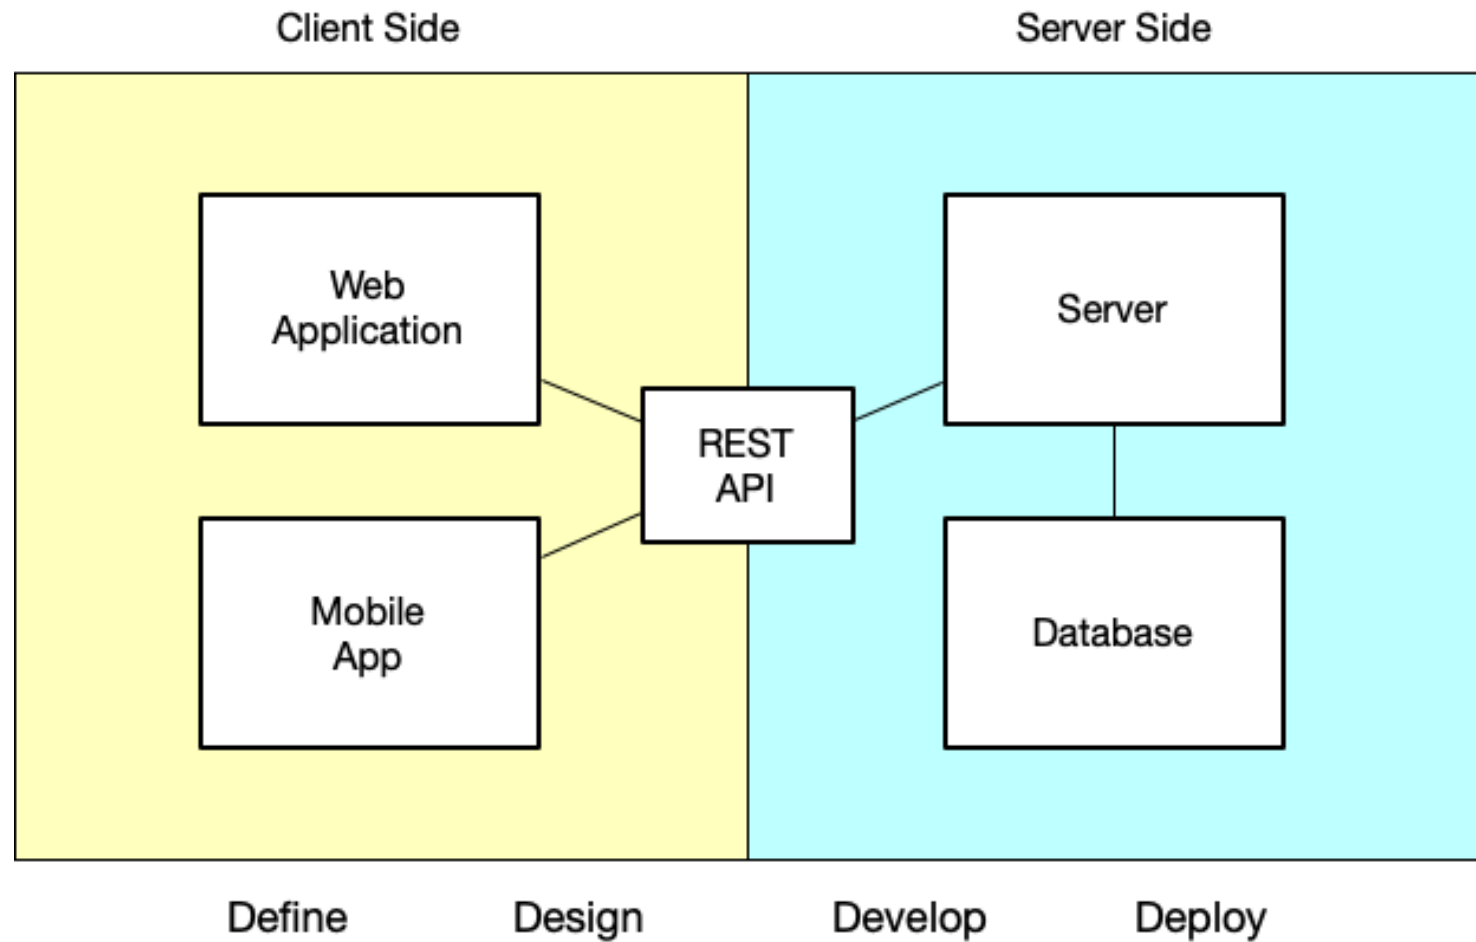 Client Side
Server Side
Web
Application
Server
REST
API
Mobile
App
Database
Define
Design
Develop
Deploy